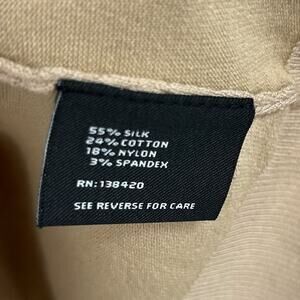 55% SILK
24% COTTON
18% NYLON
3% SPANDEX
RN: 138420
SEE REVERSE FOR CARE